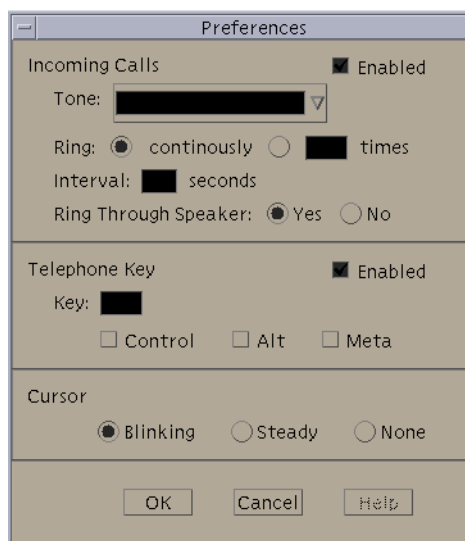 Preferences
Incoming Calls Enabled
Tone:
Ring: continously times
Interval: seconds
Ring Through Speaker: Yes No
Telephone Key Enabled
Key:
Control Alt Meta
Cursor
Blinking Steady None
OK Cancel Help